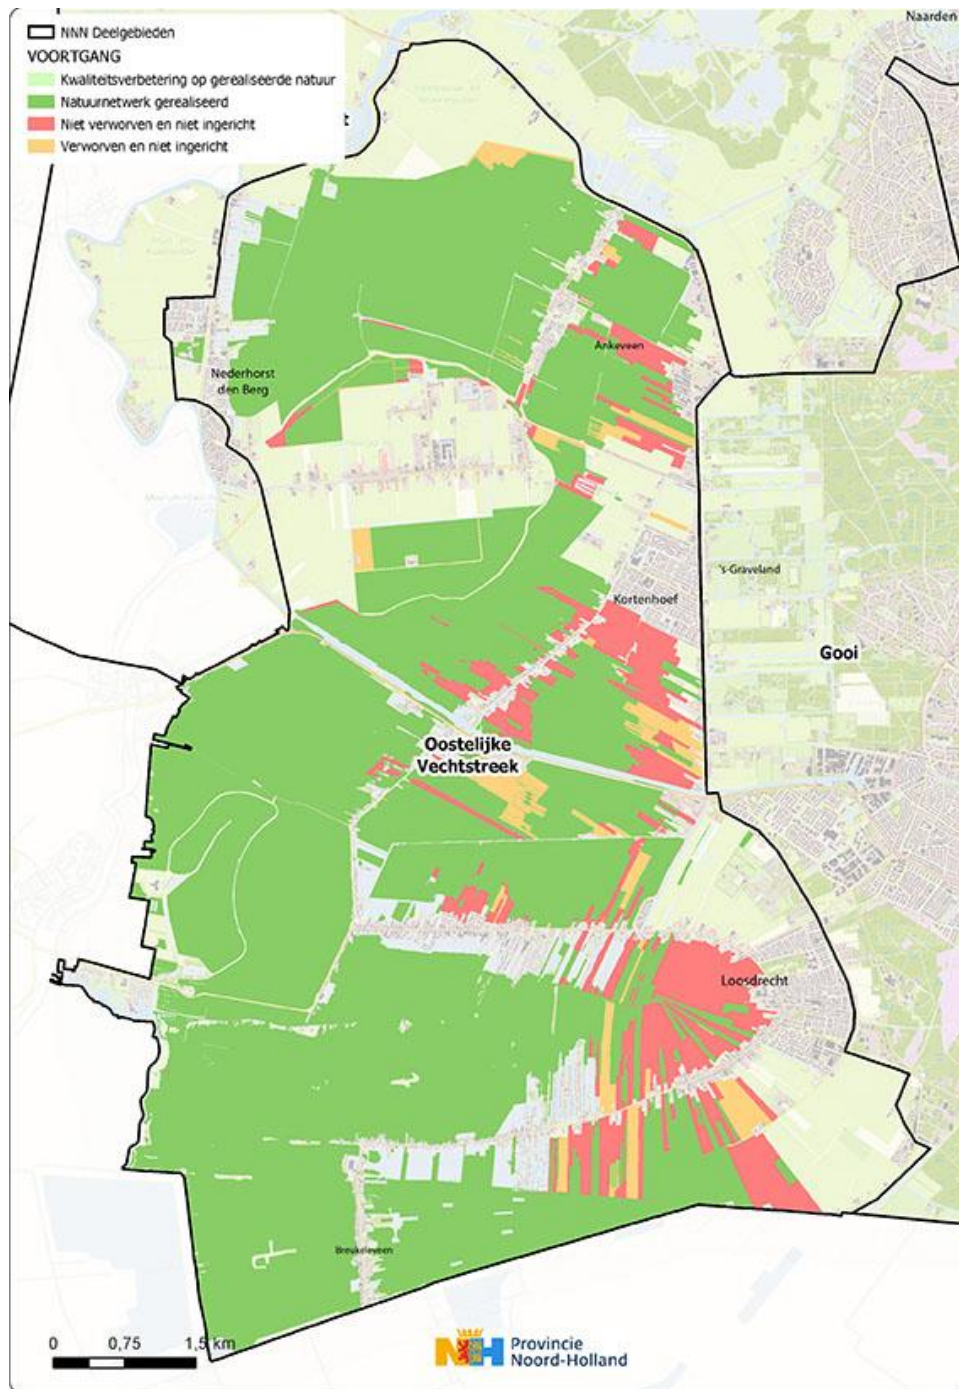 NNN Deelgebieden
VOORTGANG
Kwaliteitsverbetering op gerealiseerde natuur
Natuurnetwerk gerealiseerd
Niet verworven en niet ingericht
Verworven en niet ingericht
Naarden
t
Ankeveen
Nederhorst
den Berg
's-Graveland
Kortenhoef
Gooi
Oostelijke
Vechtstreek
Loosdrecht
Breukeleveen
0 0,75 1,5 km
NH Provincie
Noord-Holland